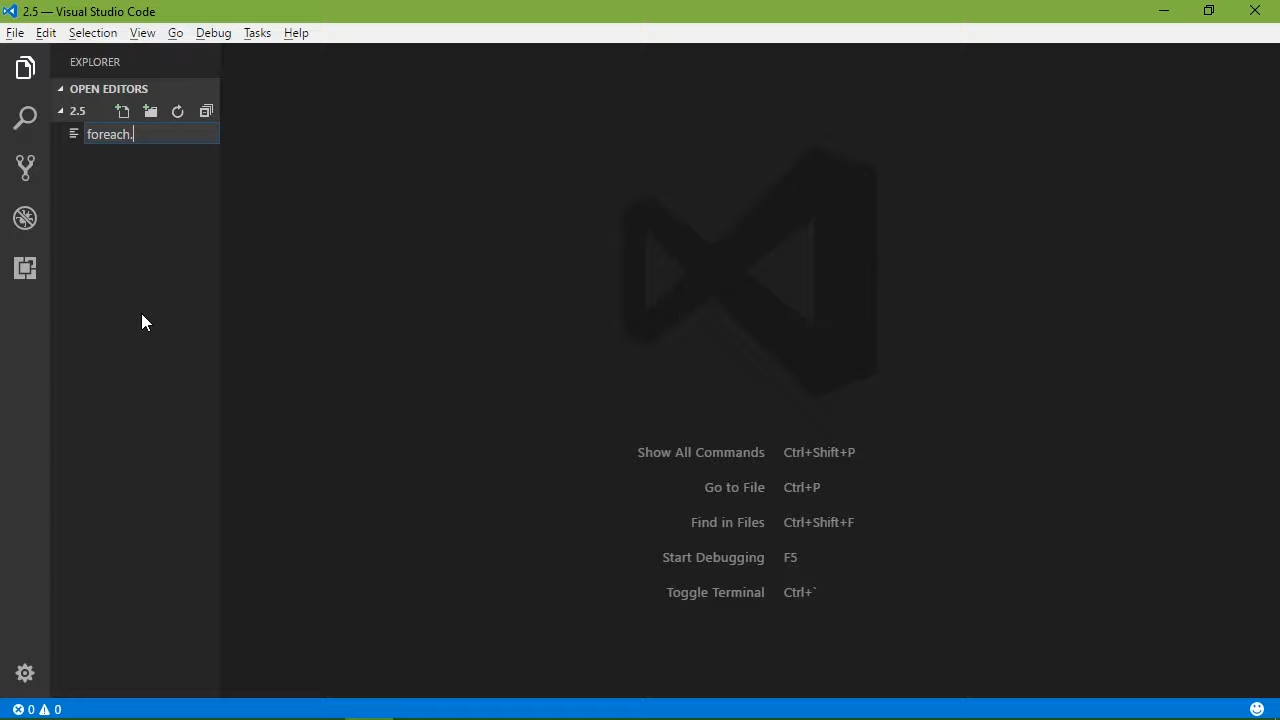 2.5 — Visual Studio Code
File Edit Selection View Go Debug Tasks Help
EXPLORER
OPEN EDITORS
2.5
foreach.
Show All Commands Ctrl+Shift+P
Go to File Ctrl+P
Find in Files Ctrl+Shift+F
Start Debugging F5
Toggle Terminal Ctrl+`
0 0